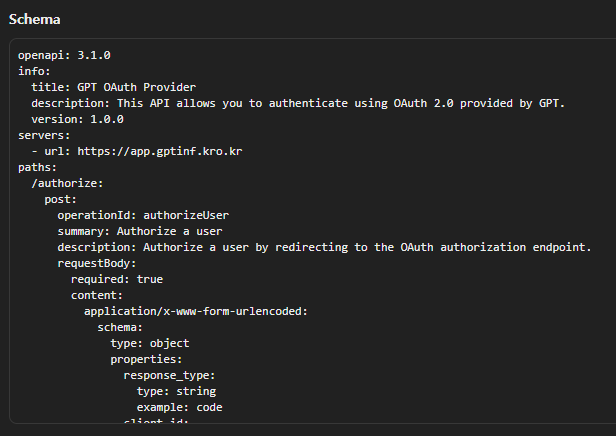 Schema
openapi: 3.1.0
info:
  title: GPT OAuth Provider
  description: This API allows you to authenticate using OAuth 2.0 provided by GPT.
  version: 1.0.0
servers:
  - url: https://app.gptinf.kro.kr
paths:
  /authorize:
    post:
      operationId: authorizeUser
      summary: Authorize a user
      description: Authorize a user by redirecting to the OAuth authorization endpoint.
      requestBody:
        required: true
        content:
          application/x-www-form-urlencoded:
            schema:
              type: object
              properties:
                response_type:
                  type: string
                  example: code
                client_id: